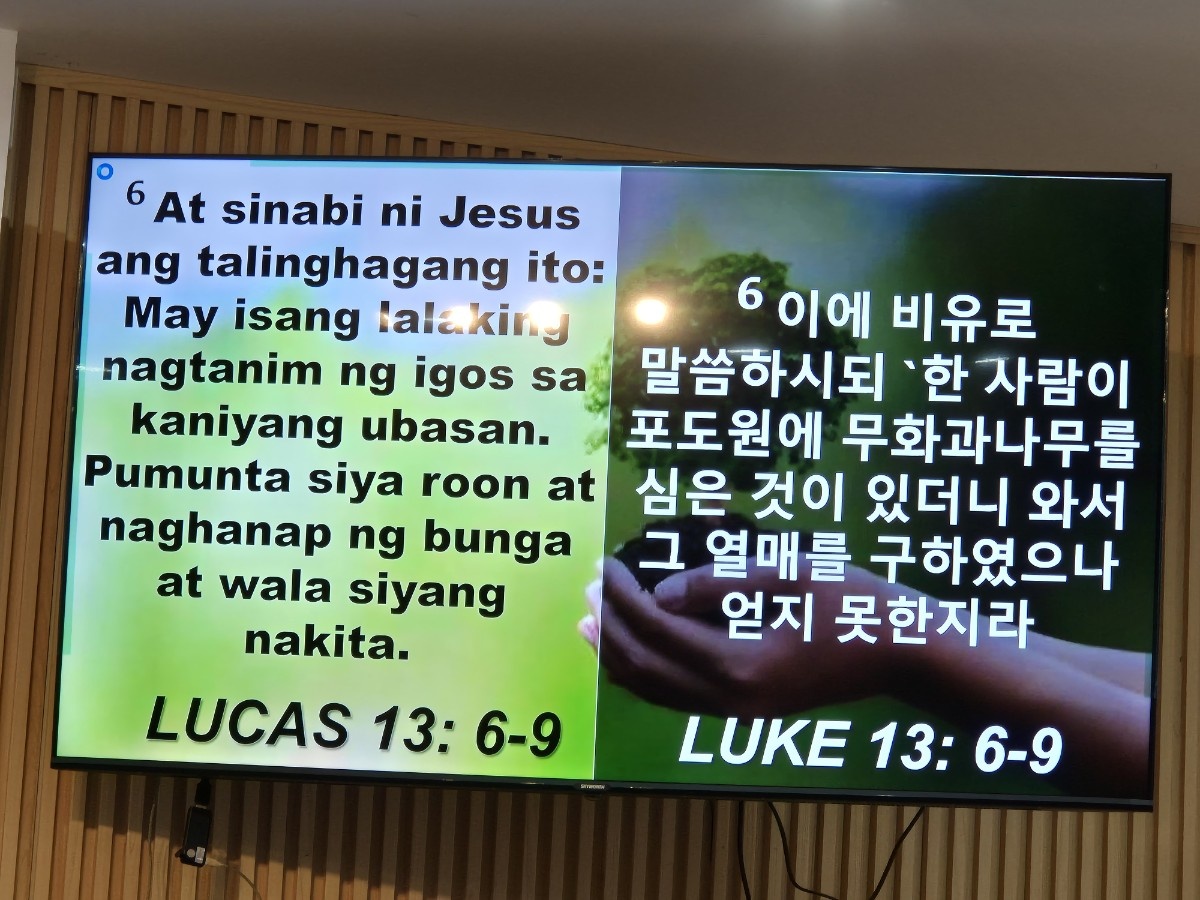 6 At sinabi ni Jesus
ang talinghagang ito:
May isang lalaking
nagtanim ng igos sa
kaniyang ubasan.
Pumunta siya roon at
naghanap ng bunga
at wala siyang
nakita.
LUCAS 13: 6-9
6 이에 비유로
말씀하시되 `한 사람이
포도원에 무화과나무를
심은 것이 있더니 와서
그 열매를 구하였으나
얻지 못한지라
LUKE 13: 6-9
SKYWORTH